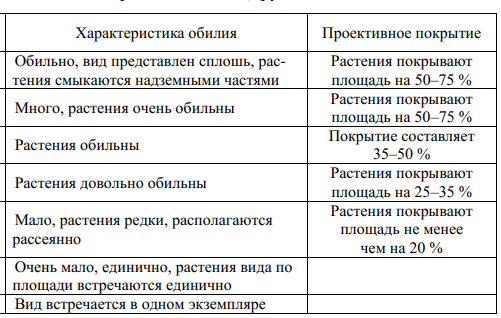 Характеристика обилия
Проективное покрытие
Обильно, вид представлен сплошь, рас-
тения смыкаются надземными частями
Растения покрывают
площадь на 50–75 %
Много, растения очень обильны
Растения покрывают
площадь на 50–75 %
Растения обильны
Покрытие составляет
35–50 %
Растения довольно обильны
Растения покрывают
площадь на 25–35 %
Мало, растения редки, располагаются
рассеянно
Растения покрывают
площадь не менее
чем на 20 %
Очень мало, единично, растения вида по
площади встречаются единично
Вид встречается в одном экземпляре